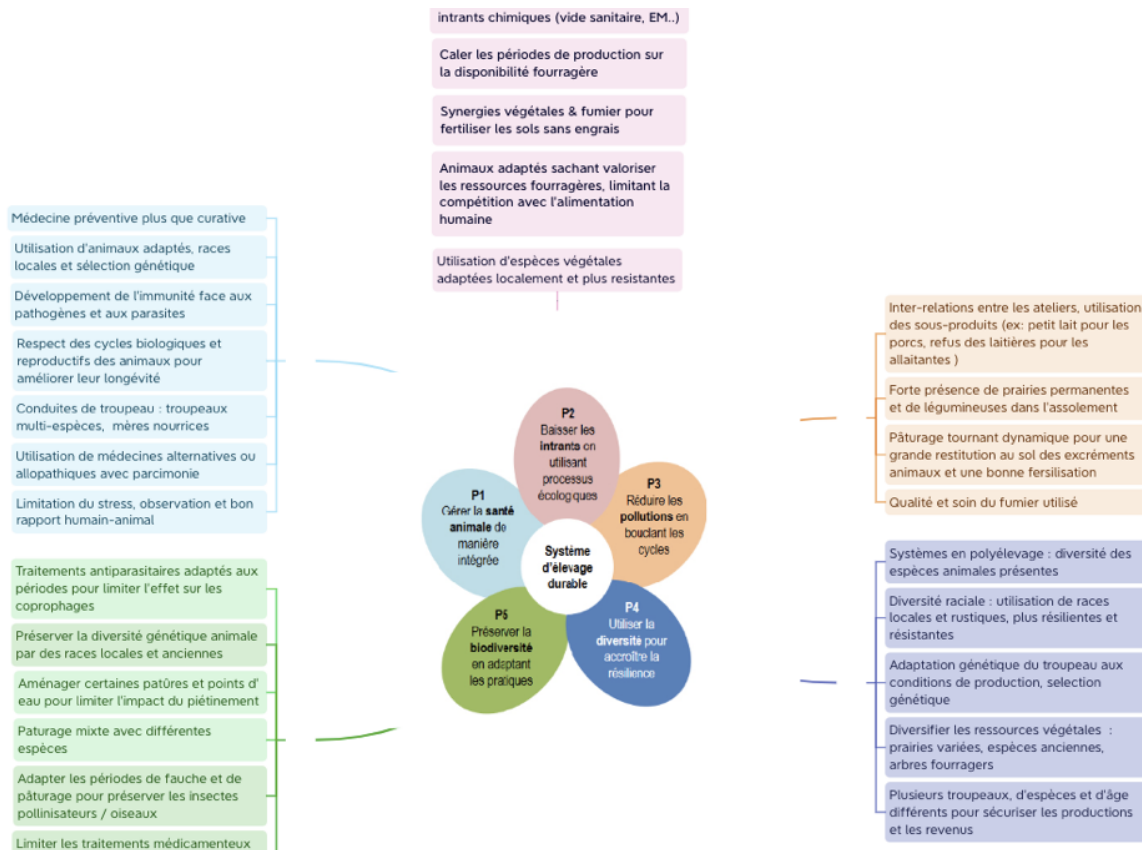 intrants chimiques (vide sanitaire, EM..)
Caler les périodes de production sur
la disponibilité fourragère
Synergies végétales & fumier pour
fertiliser les sols sans engrais
Animaux adaptés sachant valoriser
les ressources fourragères, limitant la
compétition avec l'alimentation
humaine
Utilisation d'espèces végétales
adaptées localement et plus resistantes
Médecine préventive plus que curative
Utilisation d'animaux adaptés, races
locales et sélection génétique
Développement de l'immunité face aux
pathogènes et aux parasites
Respect des cycles biologiques et
reproductifs des animaux pour
améliorer leur longévité
Conduites de troupeau : troupeaux
multi-espèces, mères nourrices
Utilisation de médecines alternatives ou
allopathiques avec parcimonie
Limitation du stress, observation et bon
rapport humain-animal
Traitements antiparasitaires adaptés aux
périodes pour limiter l'effet sur les
coprophages
Préserver la diversité génétique animale
par des races locales et anciennes
Aménager certaines patûres et points d'
eau pour limiter l'impact du piétinement
Paturage mixte avec différentes
espèces
Adapter les périodes de fauche et de
pâturage pour préserver les insectes
pollinisateurs / oiseaux
Limiter les traitements médicamenteux
P2
Baisser les
intrants en
utilisant
processus
écologiques
P1
Gérer la santé
animale de
manière
intégrée
P3
Réduire les
pollutions en
bouclant les
cycles
Système
d'élevage
durable
P5
Préserver la
biodiversité
en adaptant
les pratiques
P4
Utiliser la
diversité pour
accroître la
résilience
Inter-relations entre les ateliers, utilisation
des sous-produits (ex: petit lait pour les
porcs, refus des laitières pour les
allaitantes )
Forte présence de prairies permanentes
et de légumineuses dans l'assolement
Pâturage tournant dynamique pour une
grande restitution au sol des excréments
animaux et une bonne fersilisation
Qualité et soin du fumier utilisé
Systèmes en polyélevage : diversité des
espèces animales présentes
Diversité raciale : utilisation de races
locales et rustiques, plus résilientes et
résistantes
Adaptation génétique du troupeau aux
conditions de production, selection
génétique
Diversifier les ressources végétales :
prairies variées, espèces anciennes,
arbres fourragers
Plusieurs troupeaux, d'espèces et d'âge
différents pour sécuriser les productions
et les revenus